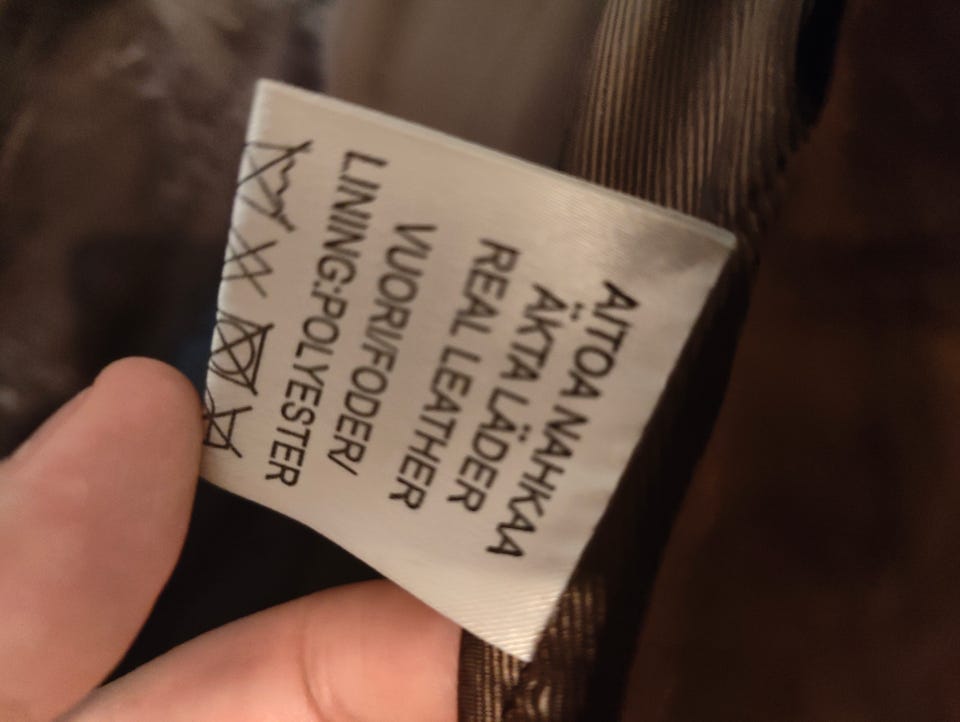 AITOA NAHKAA
ÄKTA LÄDER
REAL LEATHER
VUORI/FODER/
LINING:POLYESTER